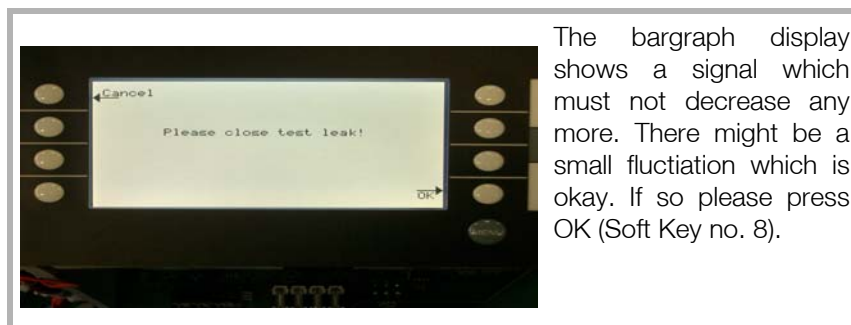 Cancel
Please close test leak!
OK
MENU
The bargraph display
shows a signal which
must not decrease any
more. There might be a
small fluctiation which is
okay. If so please press
OK (Soft Key no. 8).